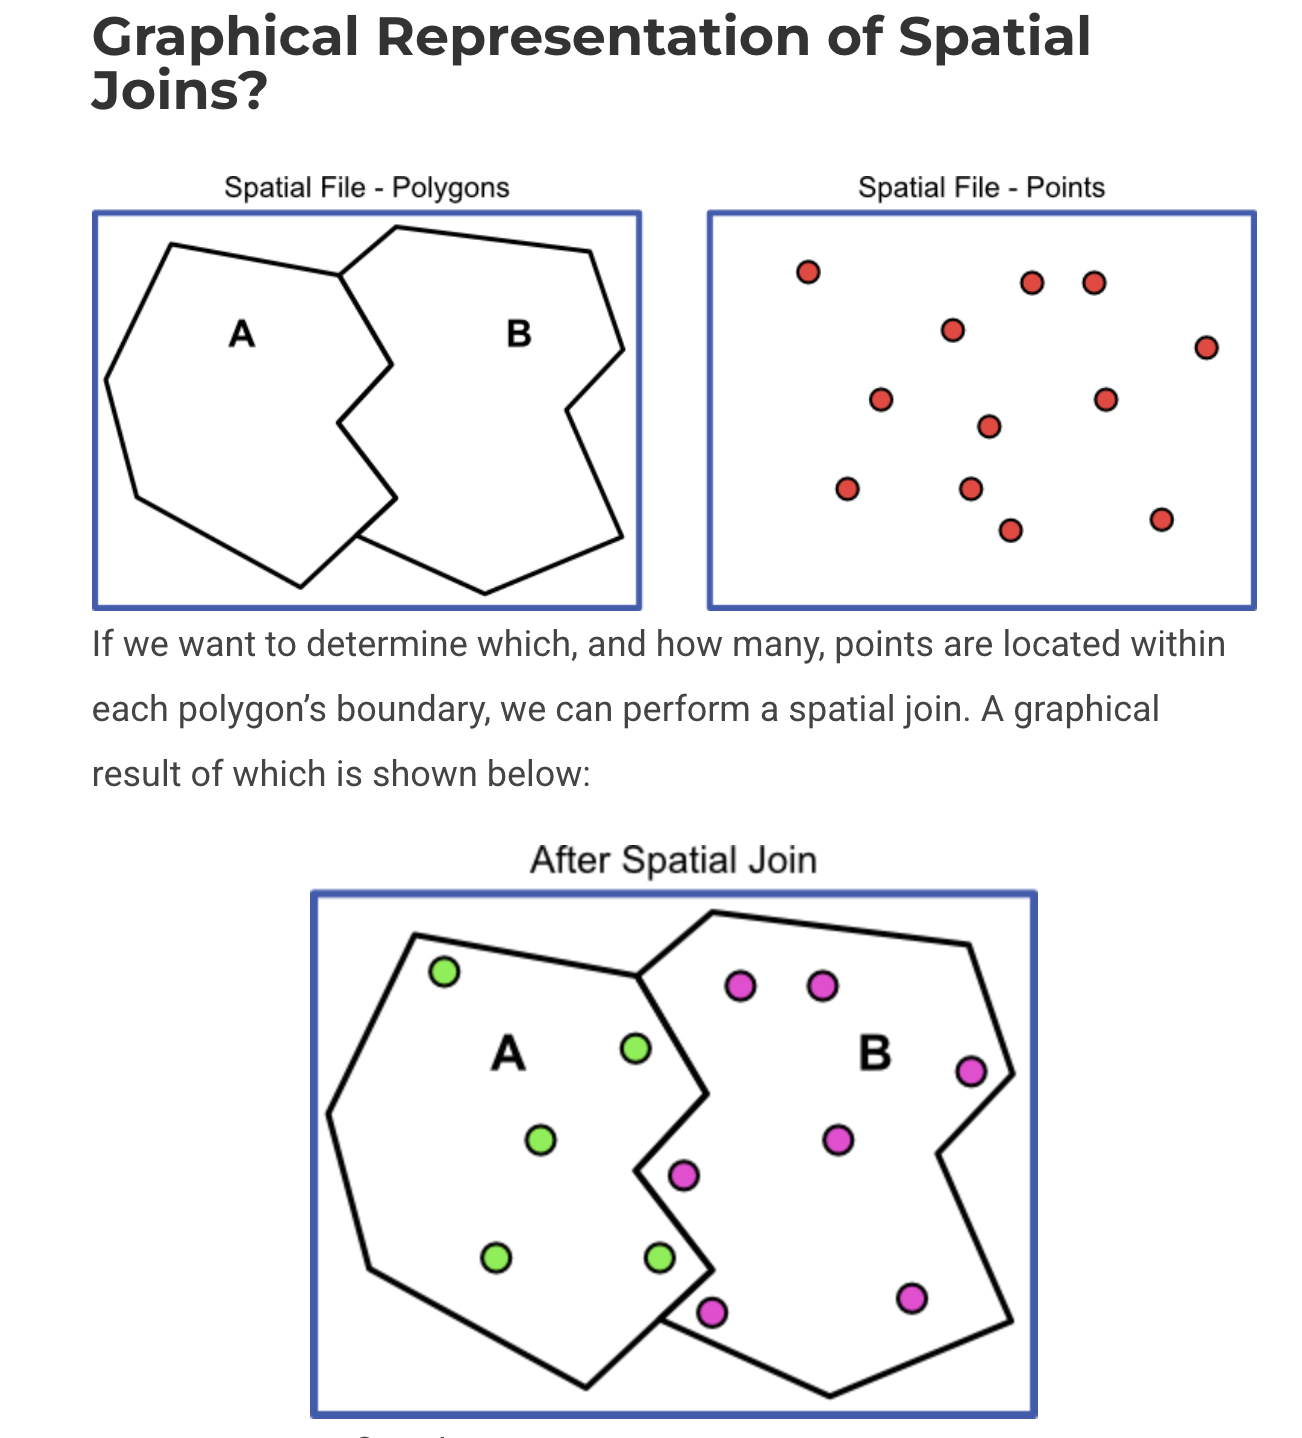 Graphical Representation of Spatial
Joins?
Spatial File - Polygons
Spatial File - Points
A
B
If we want to determine which, and how many, points are located within
each polygon’s boundary, we can perform a spatial join. A graphical
result of which is shown below:
After Spatial Join
A
B